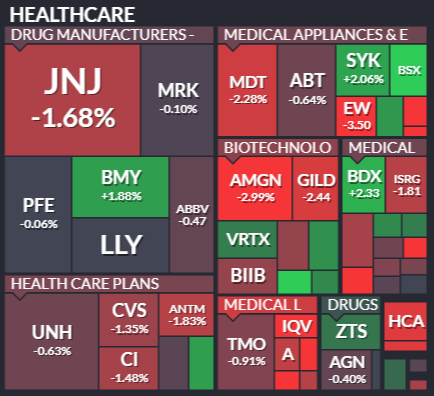 HEALTHCARE
DRUG MANUFACTURERS -
JNJ
-1.68%
MRK
-0.10%
PFE
-0.06%
BMY
+1.88%
LLY
ABBV
-0.47
HEALTH CARE PLANS
UNH
-0.63%
CVS
-1.35%
CI
-1.48%
ANTM
-1.83%
MEDICAL APPLIANCES & E
MDT
-2.28%
ABT
-0.64%
SYK
+2.06%
BSX
EW
-3.50
BIOTECHNOLO
AMGN
-2.99%
GILD
-2.44
VRTX
BIIB
MEDICAL
BDX
+2.33
ISRG
-1.81
MEDICAL L
TMO
-0.91%
IQV
A
DRUGS
ZTS
AGN
-0.40%
HCA